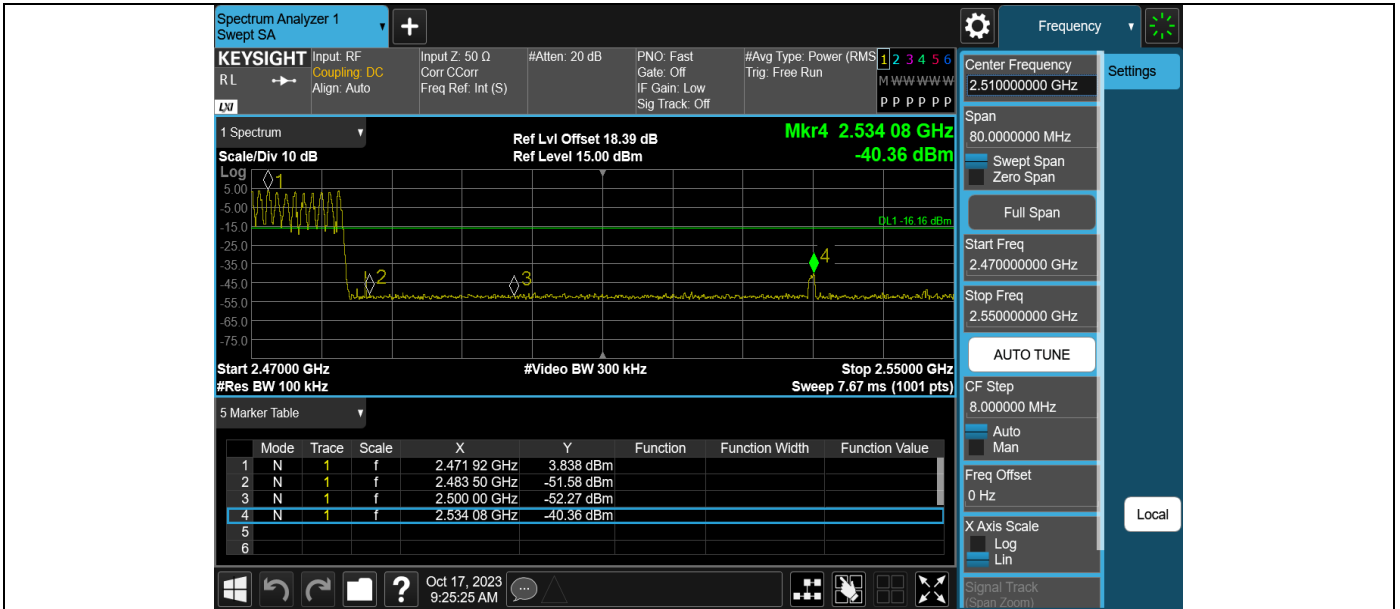 Spectrum Analyzer 1
Swept SA
+
Frequency
KEYSIGHT
R L
LXI
Input: RF
Coupling: DC
Align: Auto
Input Z: 50 Ω
Corr CCorr
Freq Ref: Int (S)
#Atten: 20 dB
PNO: Fast
Gate: Off
IF Gain: Low
Sig Track: Off
#Avg Type: Power (RMS
Trig: Free Run
1 2 3 4 5 6
M W W W W W
P P P P P P
1 Spectrum
Scale/Div 10 dB
Ref Lvl Offset 18.39 dB
Ref Level 15.00 dBm
Mkr4 2.534 08 GHz
-40.36 dBm
Log
5.00
-5.00
-15.0
-25.0
-35.0
-45.0
-55.0
-65.0
-75.0
1
2
3
4
DL1 -16.16 dBm
Start 2.47000 GHz
#Video BW 300 kHz
Stop 2.55000 GHz
#Res BW 100 kHz
Sweep 7.67 ms (1001 pts)
5 Marker Table
Mode Trace Scale X Y Function Function Width Function Value
1 N 1 f 2.471 92 GHz 3.838 dBm
2 N 1 f 2.483 50 GHz -51.58 dBm
3 N 1 f 2.500 00 GHz -52.27 dBm
4 N 1 f 2.534 08 GHz -40.36 dBm
5
6
?
Oct 17, 2023
9:25:25 AM
Center Frequency
2.510000000 GHz
Span
80.0000000 MHz
Swept Span
Zero Span
Full Span
Start Freq
2.470000000 GHz
Stop Freq
2.550000000 GHz
AUTO TUNE
CF Step
8.000000 MHz
Auto
Man
Freq Offset
0 Hz
X Axis Scale
Log
Lin
Signal Track
(Span Zoom)
Settings
Local